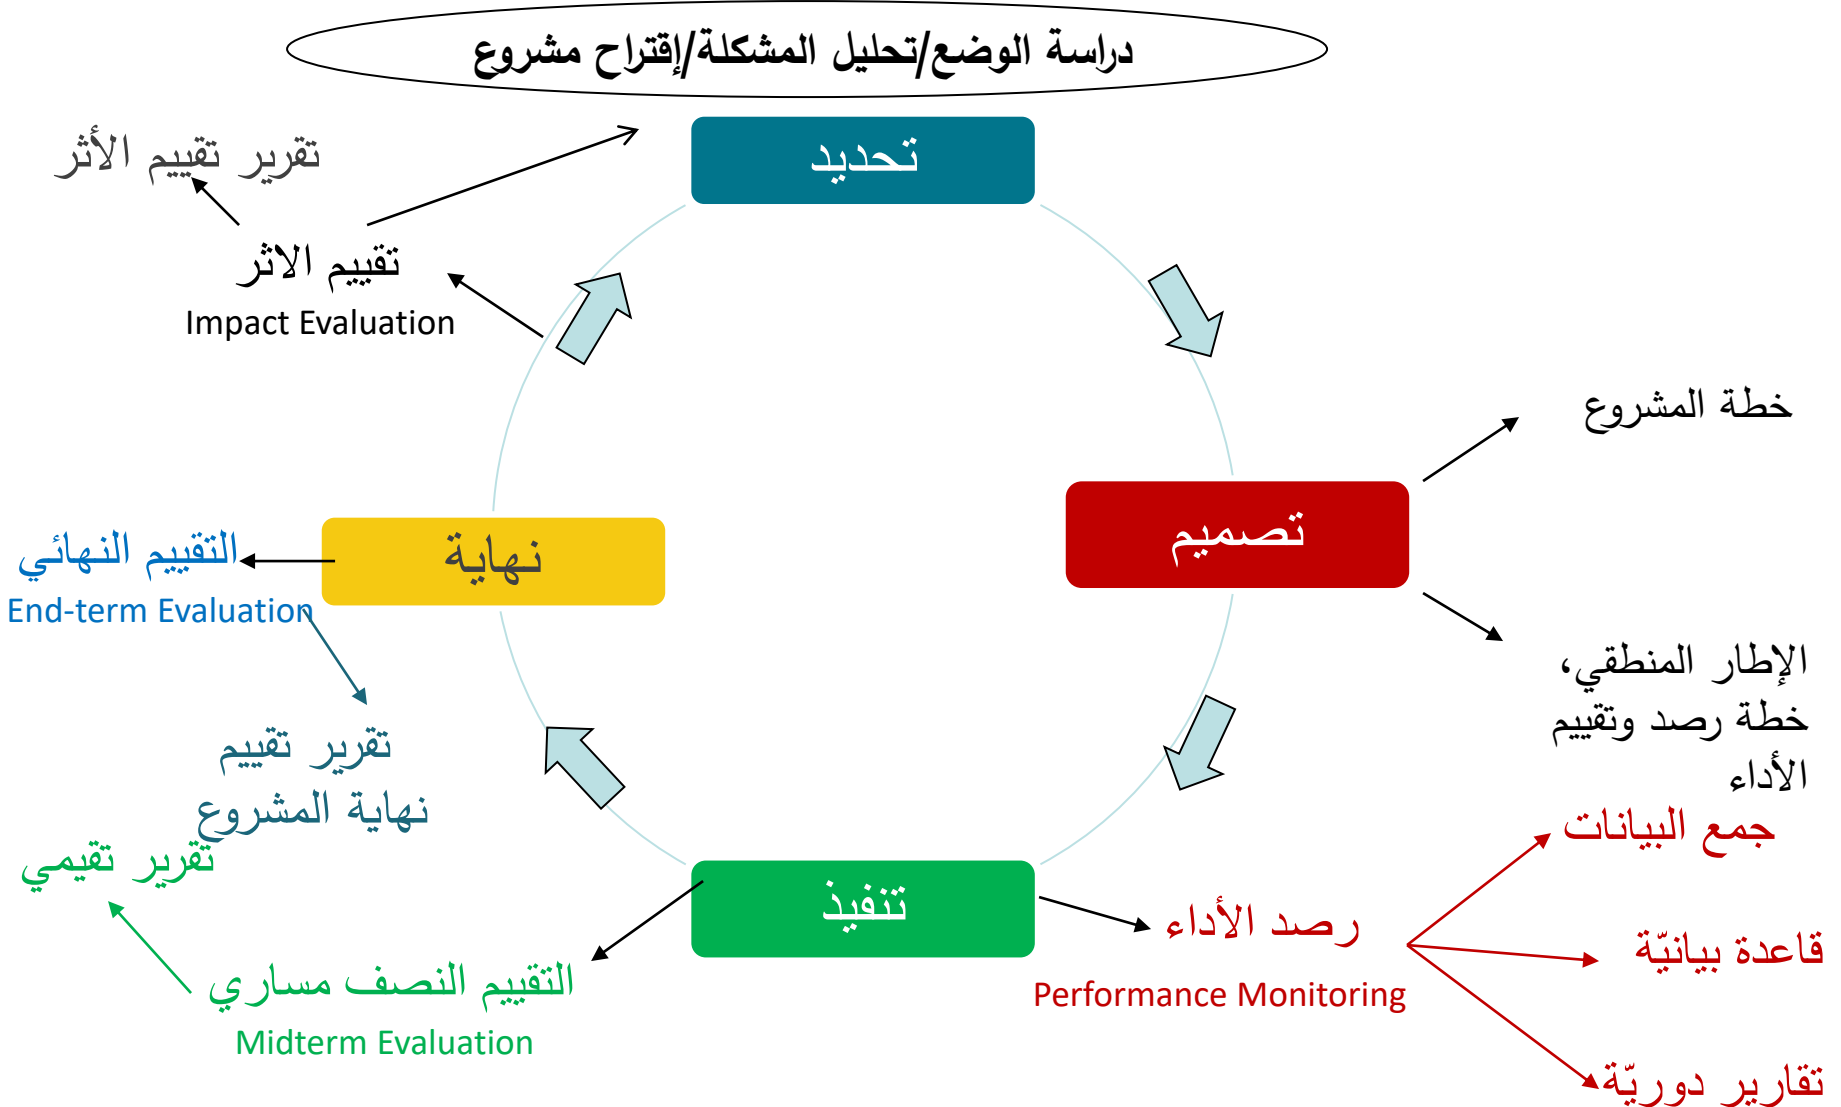 دراسة الوضع/تحليل المشكلة/إقتراح مشروع
تحديد
تقرير تقييم الأثر
تقييم الاثر
Impact Evaluation
خطة المشروع
تصميم
نهاية
التقييم النهائي
End-term Evaluation
الإطار المنطقي،
خطة رصد وتقييم
الأداء
تقرير تقييم
نهاية المشروع
جمع البيانات
تقرير تقيمي
تنفيذ
رصد الأداء
Performance Monitoring
قاعدة بيانيّة
التقييم النصف مساري
Midterm Evaluation
تقارير دوريّة